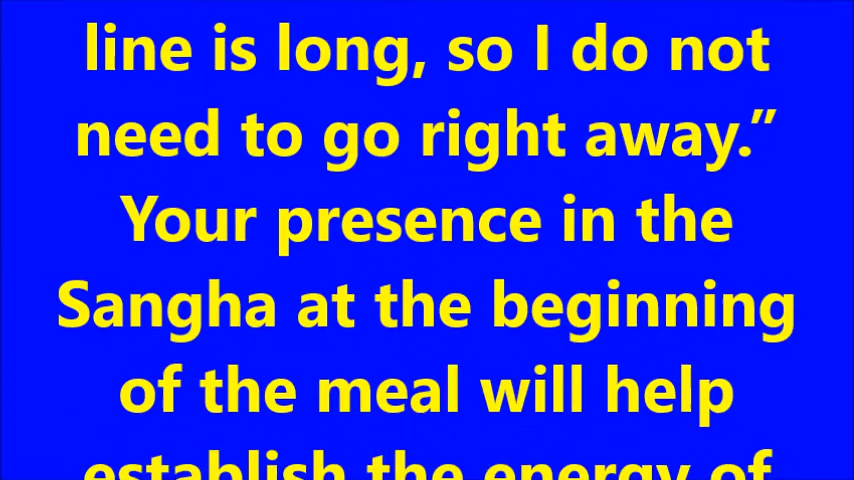 line is long, so I do not
need to go right away.”
Your presence in the
Sangha at the beginning
of the meal will help
establish the energy of